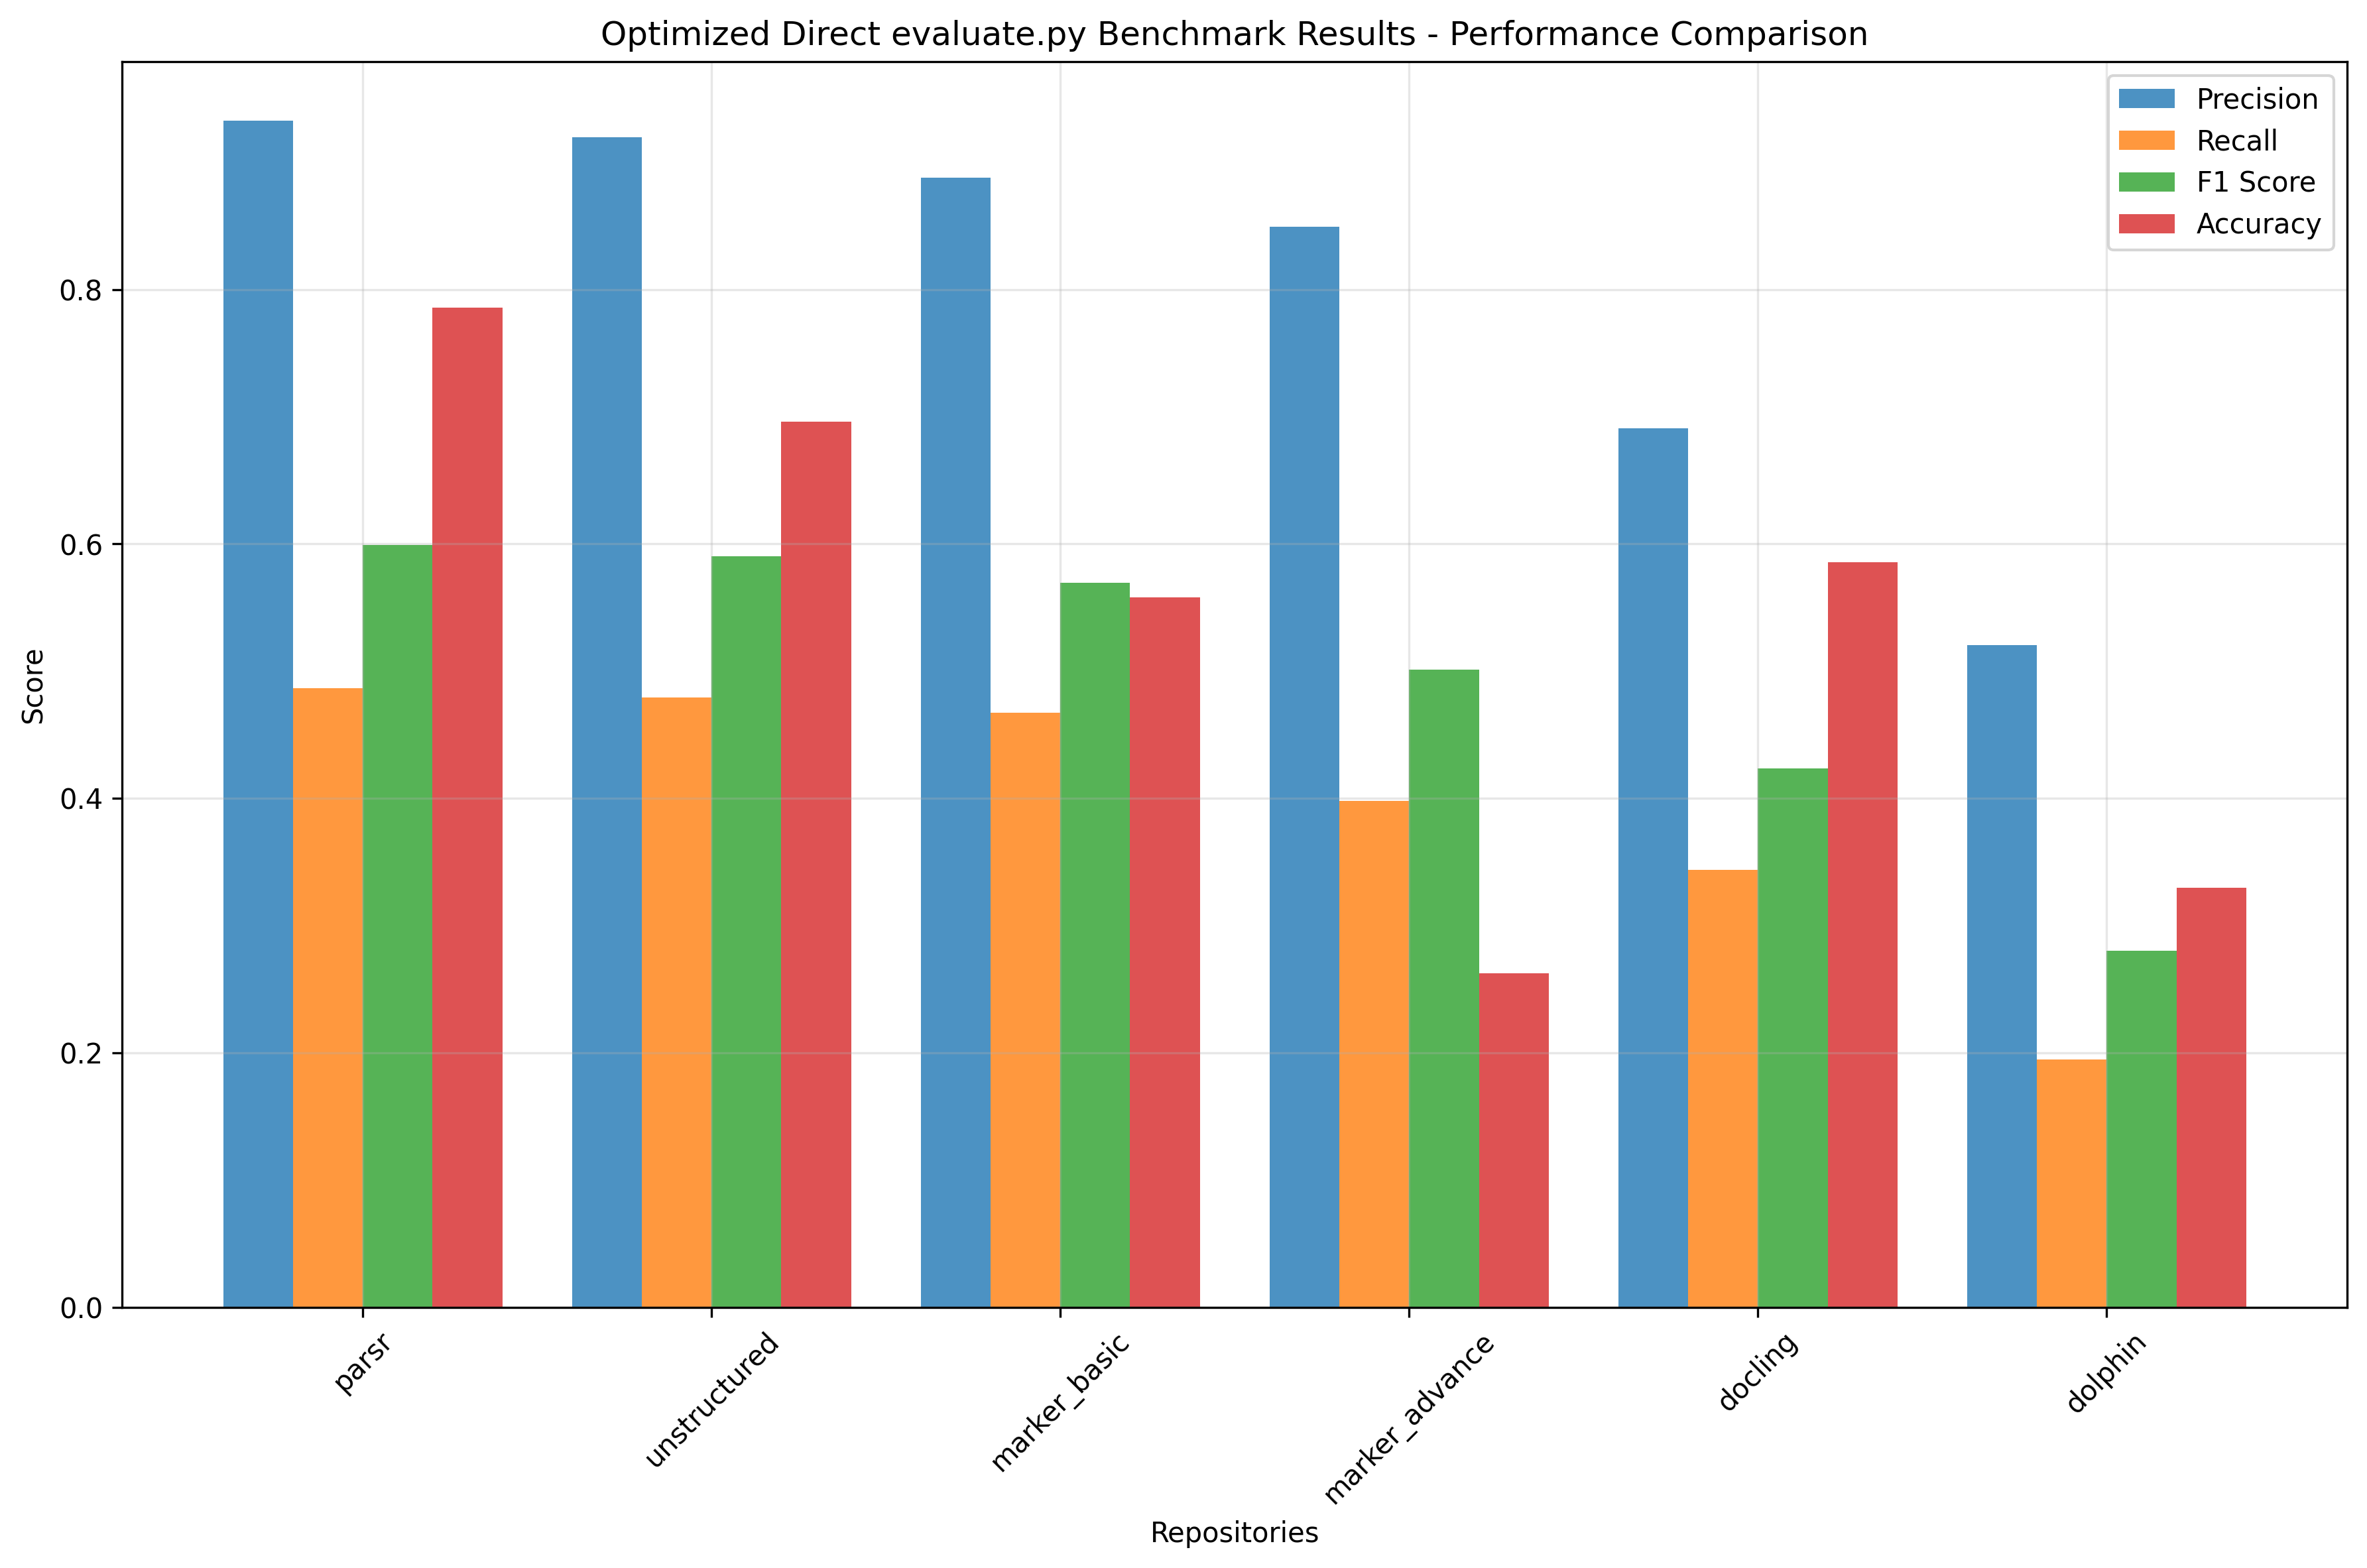 Optimized Direct evaluate.py Benchmark Results - Performance Comparison
Precision
Recall
F1 Score
Accuracy
Score
0.8
0.6
0.4
0.2
0.0
parsr
unstructured
marker_basic
marker_advance
docling
dolphin
Repositories